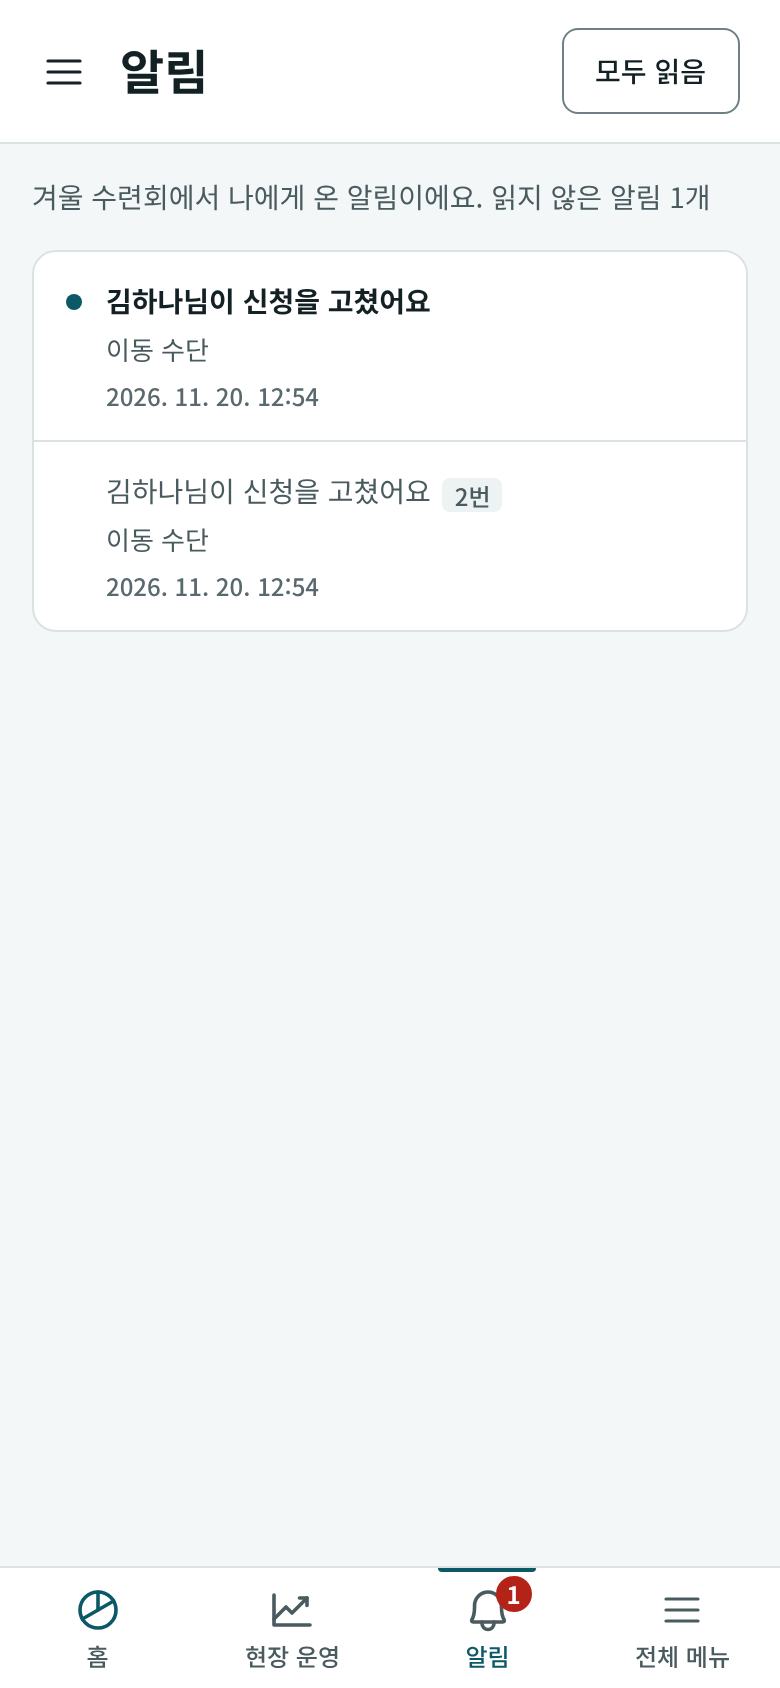 알림
모두 읽음
겨울 수련회에서 나에게 온 알림이에요. 읽지 않은 알림 1개
김하나님이 신청을 고쳤어요
이동 수단
2026. 11. 20. 12:54
김하나님이 신청을 고쳤어요 2번
이동 수단
2026. 11. 20. 12:54
1
홈
현장 운영
알림
전체 메뉴